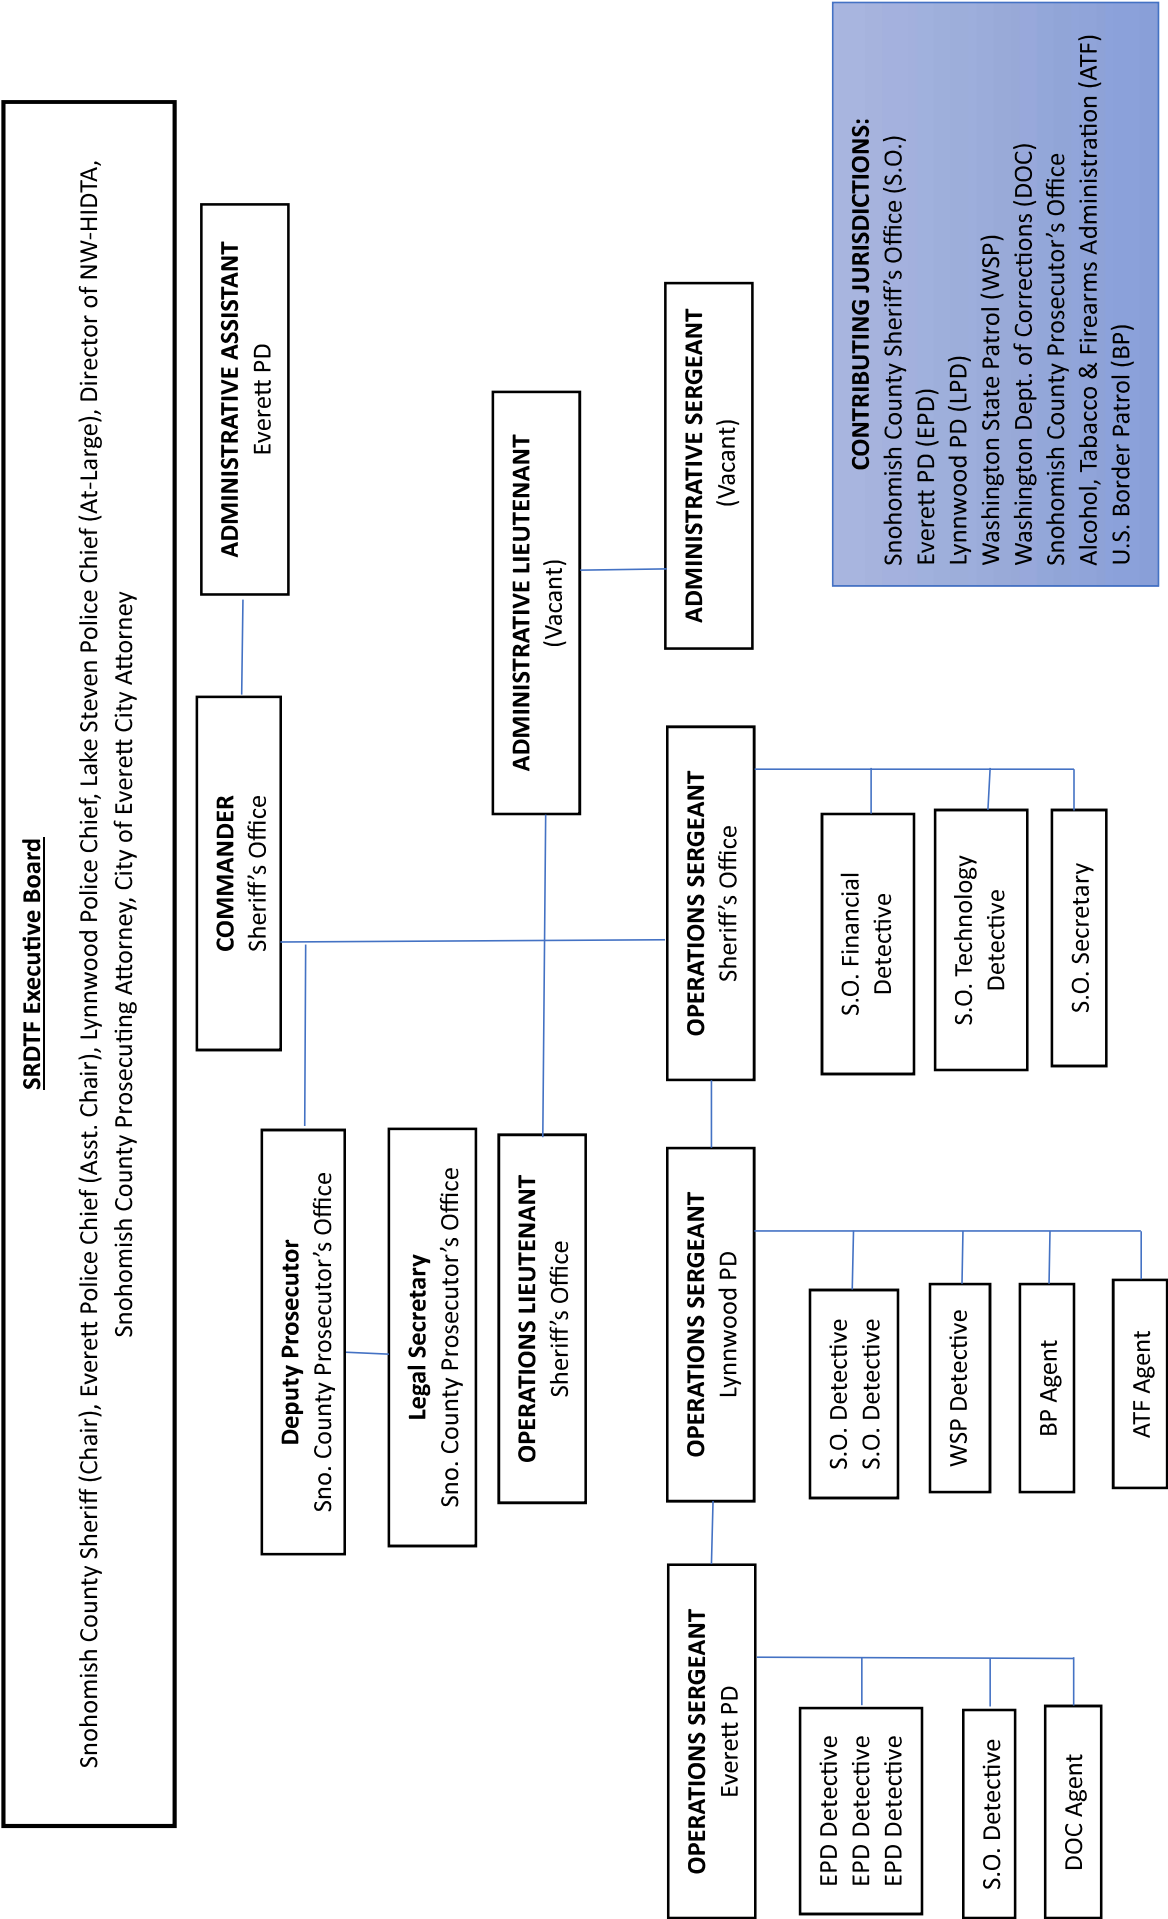 SRDTF Executive Board
Snohomish County Sheriff (Chair), Everett Police Chief (Asst. Chair), Lynnwood Police Chief, Lake Steven Police Chief (At-Large), Director of NW-HIDTA,
Snohomish County Prosecuting Attorney, City of Everett City Attorney
COMMANDER
Sheriff's Office
ADMINISTRATIVE ASSISTANT
Everett PD
Deputy Prosecutor
Sno. County Prosecutor's Office
Legal Secretary
Sno. County Prosecutor's Office
OPERATIONS LIEUTENANT
Sheriff's Office
ADMINISTRATIVE LIEUTENANT
(Vacant)
OPERATIONS SERGEANT
Everett PD
OPERATIONS SERGEANT
Lynnwood PD
OPERATIONS SERGEANT
Sheriff's Office
ADMINISTRATIVE SERGEANT
(Vacant)
EPD Detective
EPD Detective
EPD Detective
S.O. Detective
DOC Agent
S.O. Detective
S.O. Detective
WSP Detective
BP Agent
ATF Agent
S.O. Financial
Detective
S.O. Technology
Detective
S.O. Secretary
CONTRIBUTING JURISDICTIONS:
Snohomish County Sheriff's Office (S.O.)
Everett PD (EPD)
Lynnwood PD (LPD)
Washington State Patrol (WSP)
Washington Dept. of Corrections (DOC)
Snohomish County Prosecutor's Office
Alcohol, Tabacco & Firearms Administration (ATF)
U.S. Border Patrol (BP)